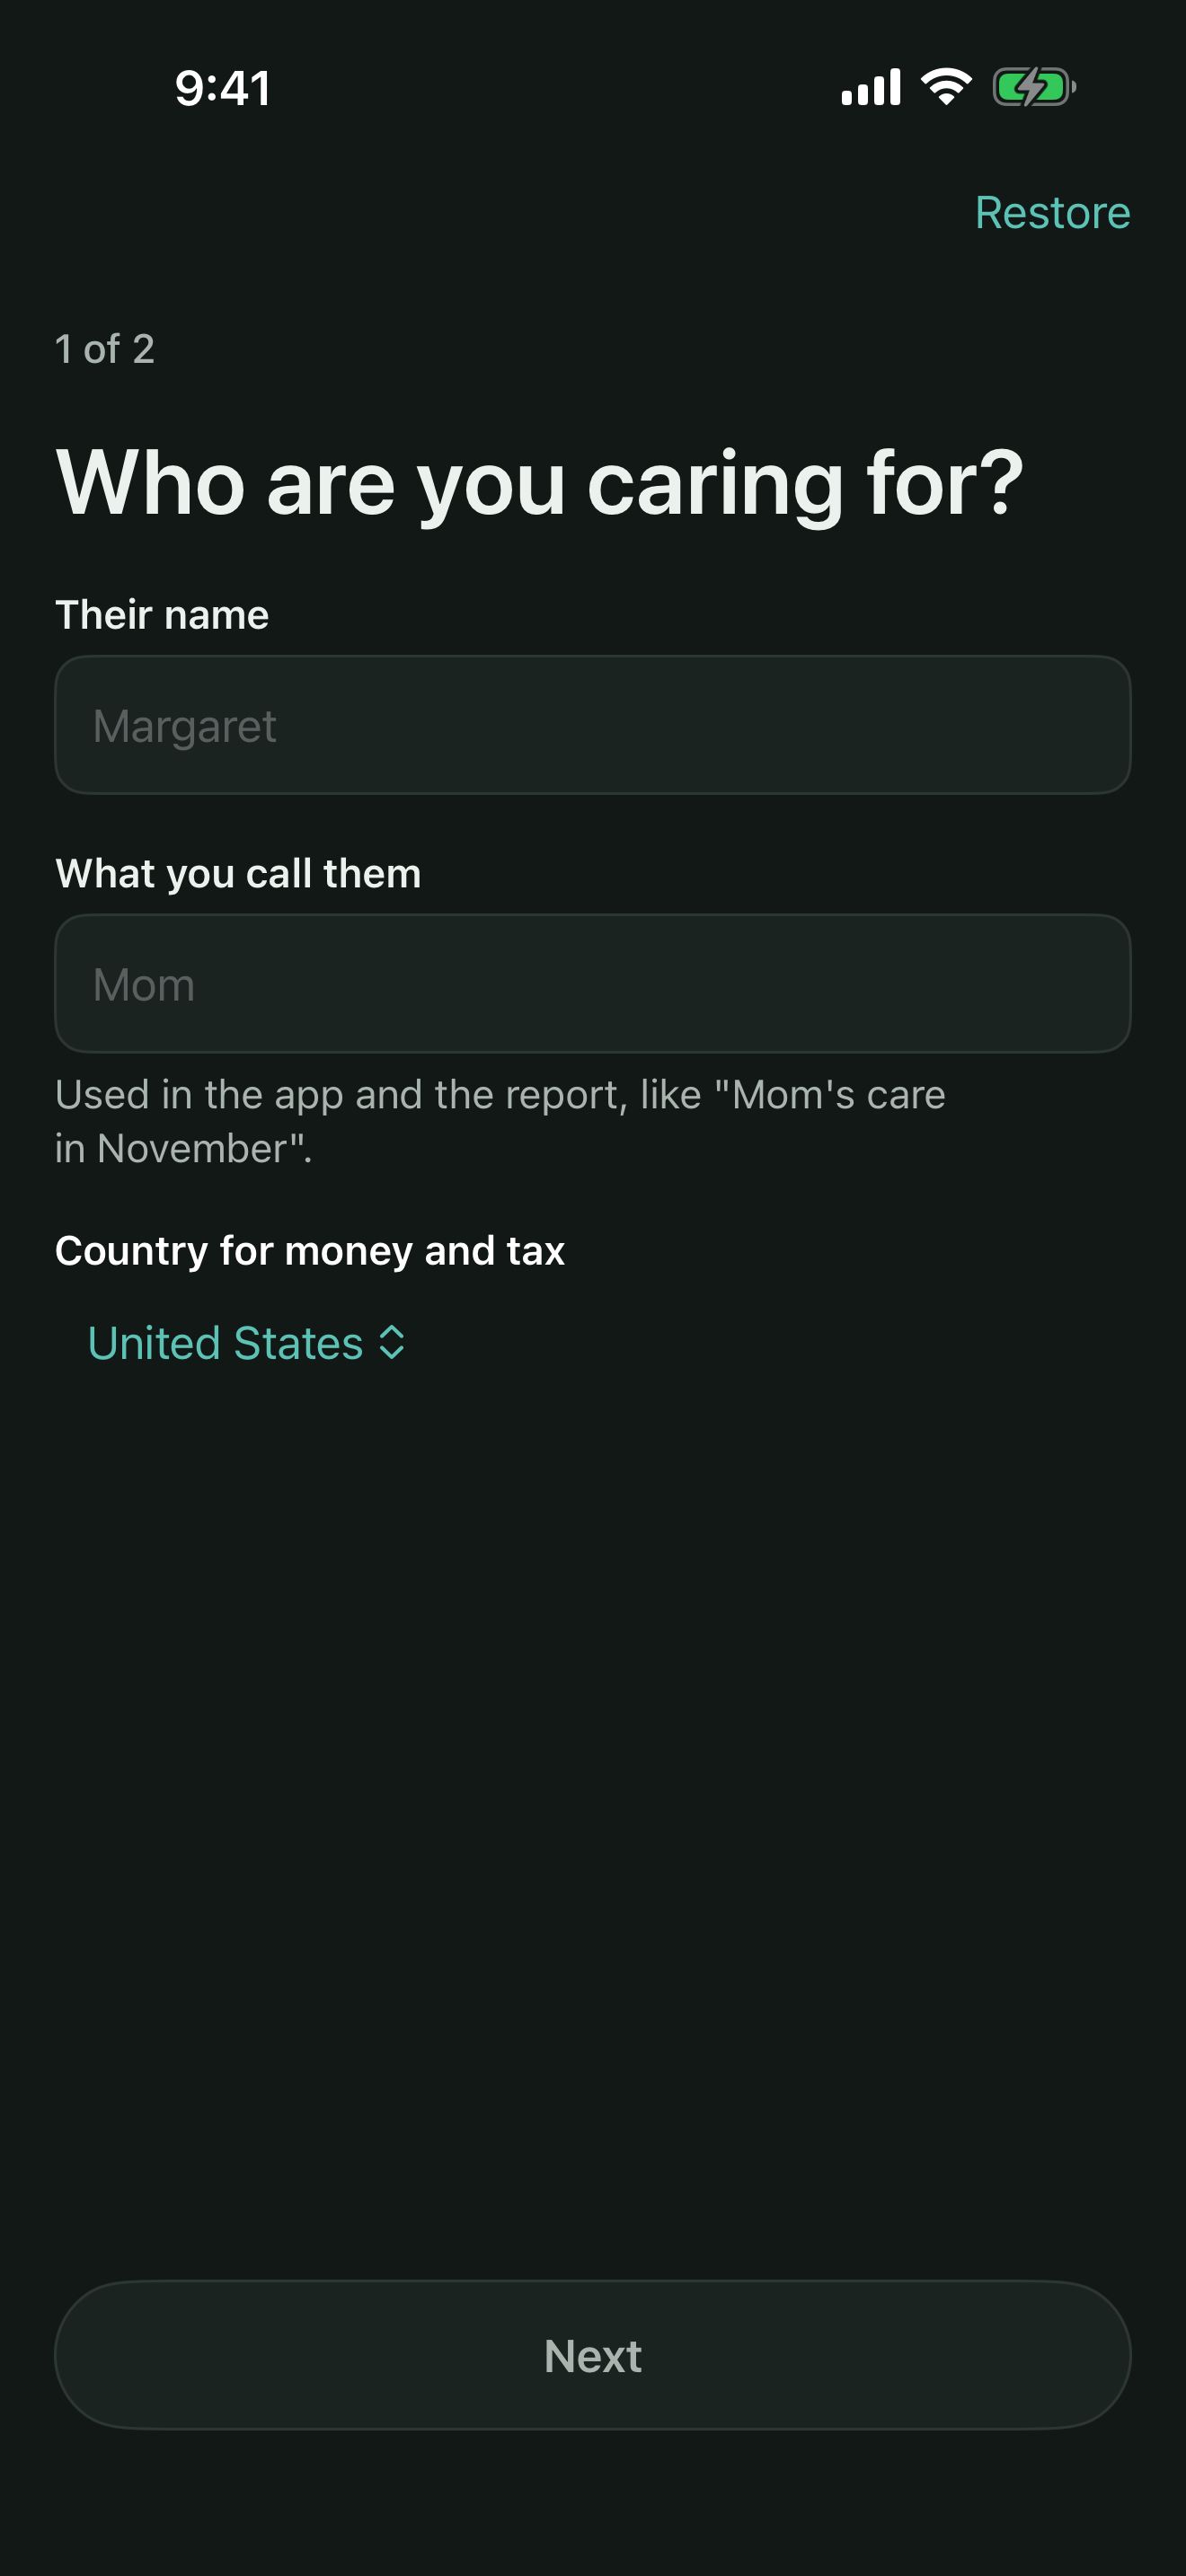 9:41
Restore
1 of 2
Who are you caring for?
Their name
Margaret
What you call them
Mom
Used in the app and the report, like "Mom's care
in November".
Country for money and tax
United States
Next